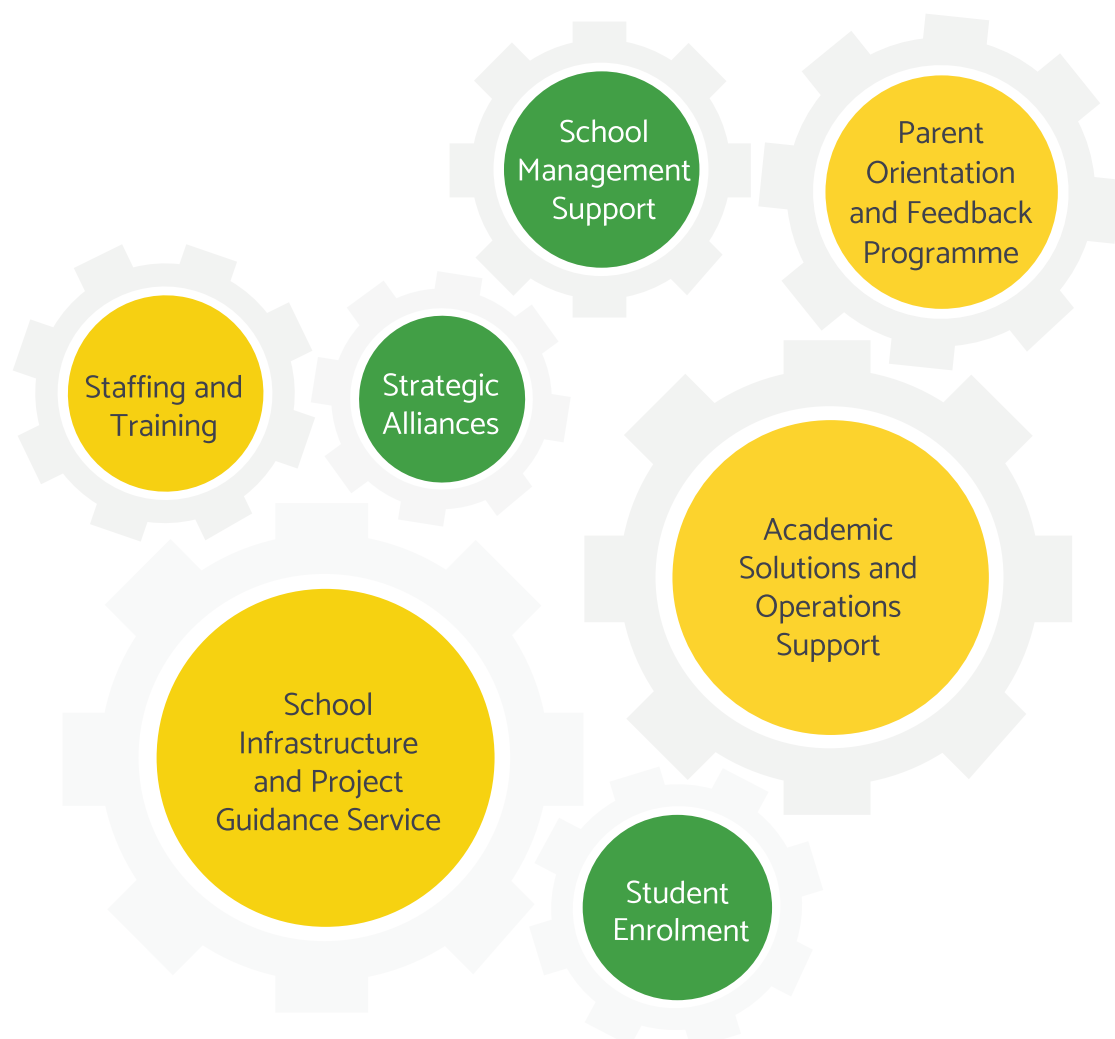 School
Management
Support
Parent
Orientation
and Feedback
Programme
Staffing and
Training
Strategic
Alliances
Academic
Solutions and
Operations
Support
School
Infrastructure
and Project
Guidance Service
Student
Enrolment